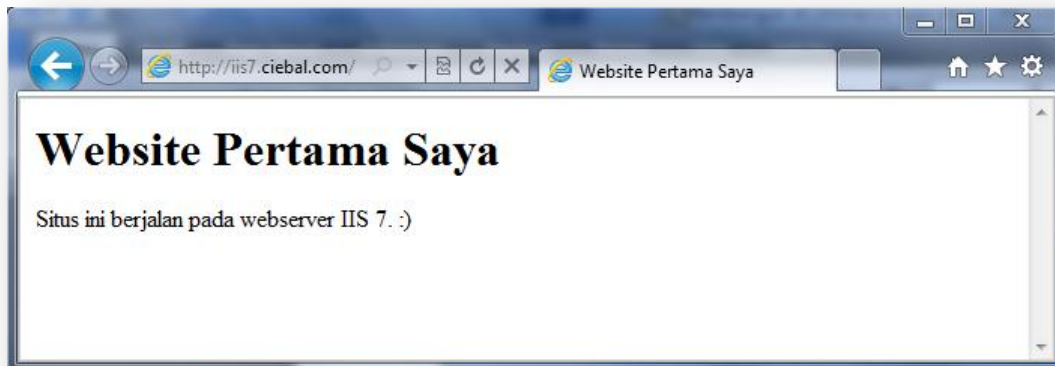 http://iis7.ciebal.com/
Website Pertama Saya
Website Pertama Saya
Situs ini berjalan pada webserver IIS 7. :)